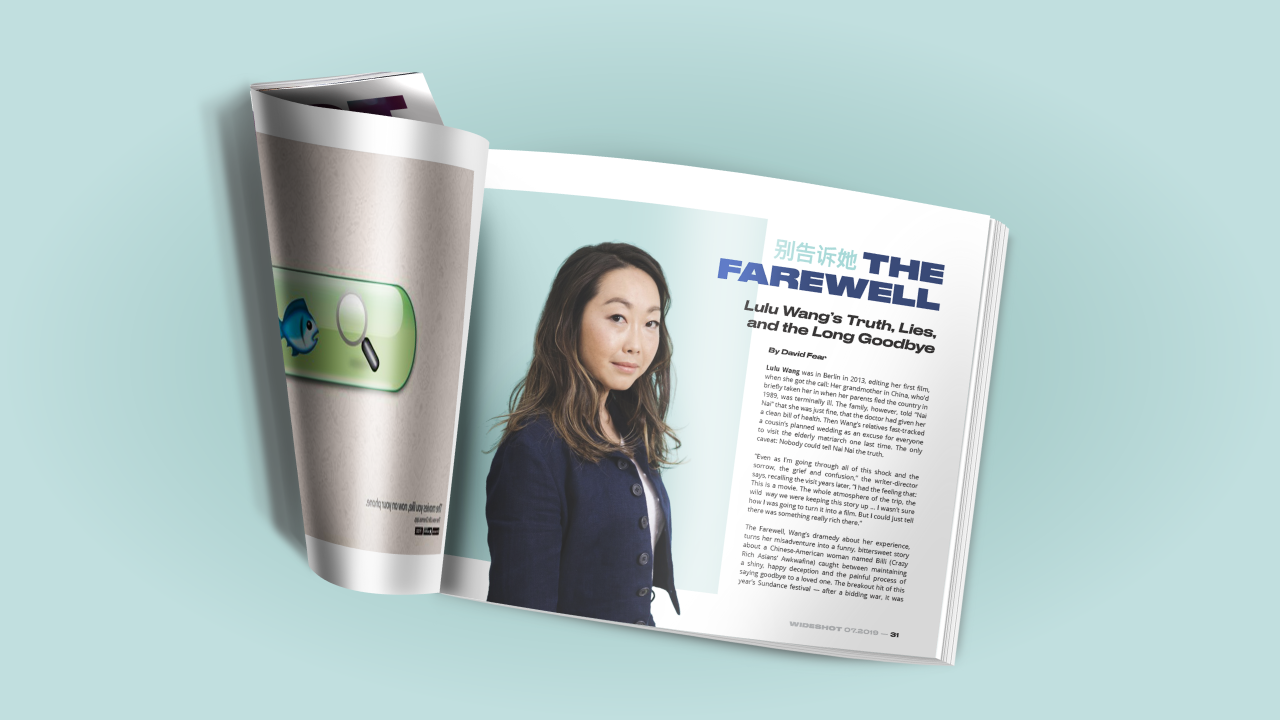 别告诉她 THE
FAREWELL
Lulu Wang's Truth, Lies,
and the Long Goodbye
By David Fear
Lulu Wang was in Berlin in 2013, editing her first film,
when she got the call: Her grandmother in China, who'd
briefly taken her in when her parents fled the country in
1989, was terminally ill. The family, however, told "Nai
Nai" that she was just fine, that the doctor had given her
a clean bill of health. Then Wang's relatives fast-tracked
a cousin's planned wedding as an excuse for everyone
to visit the elderly matriarch one last time. The only
caveat: Nobody could tell Nai Nai the truth.
"Even as I'm going through all of this shock and the
sorrow, the grief and confusion," the writer-director
says, recalling the visit years later, "I had the feeling that:
This is a movie. The whole atmosphere of the trip, the
wild way we were keeping this story up ... I wasn't sure
how I was going to turn it into a film. But I could just tell
there was something really rich there."
The Farewell, Wang's dramedy about her experience,
turns her misadventure into a funny, bittersweet story
about a Chinese-American woman named Billi (Crazy
Rich Asians' Awkwafina) caught between maintaining
a shiny, happy deception and the painful process of
saying goodbye to a loved one. The breakout hit of this
year's Sundance festival — after a bidding war, it was
WIDESHOT 07.2019 — 31
The movies you like, now on your phone.